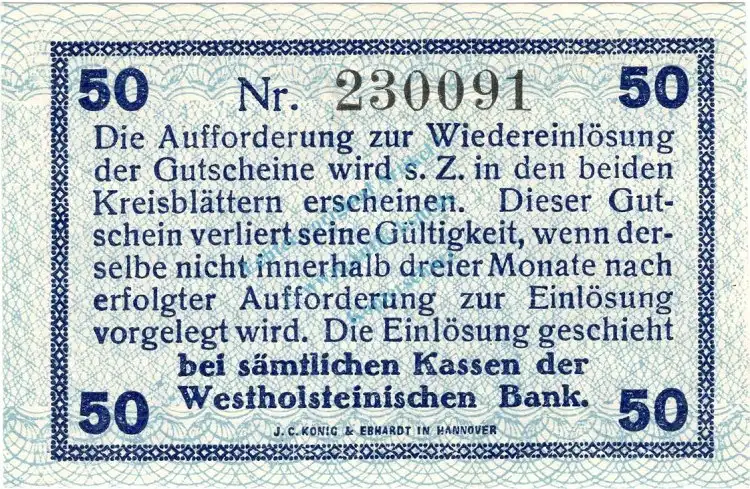 50 Nr. 230091 50
Die Aufforderung zur Wiedereinlösung
der Gutscheine wird s. Z. in den beiden
Kreisblättern erscheinen. Dieser Gut-
schein verliert seine Gültigkeit, wenn der-
selbe nicht innerhalb dreier Monate nach
erfolgter Aufforderung zur Einlösung
vorgelegt wird. Die Einlösung geschieht
bei sämtlichen Kassen der
Westholsteinischen Bank.
50 50
J. C. KÖNIG & EBHARDT IN HANNOVER